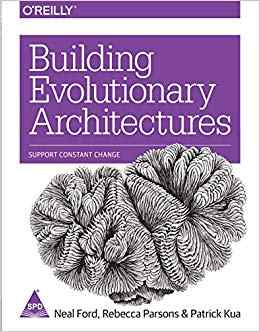 O'REILLY®
Building
Evolutionary
Architectures
SUPPORT CONSTANT CHANGE
SPD
Neal Ford, Rebecca Parsons & Patrick Kua